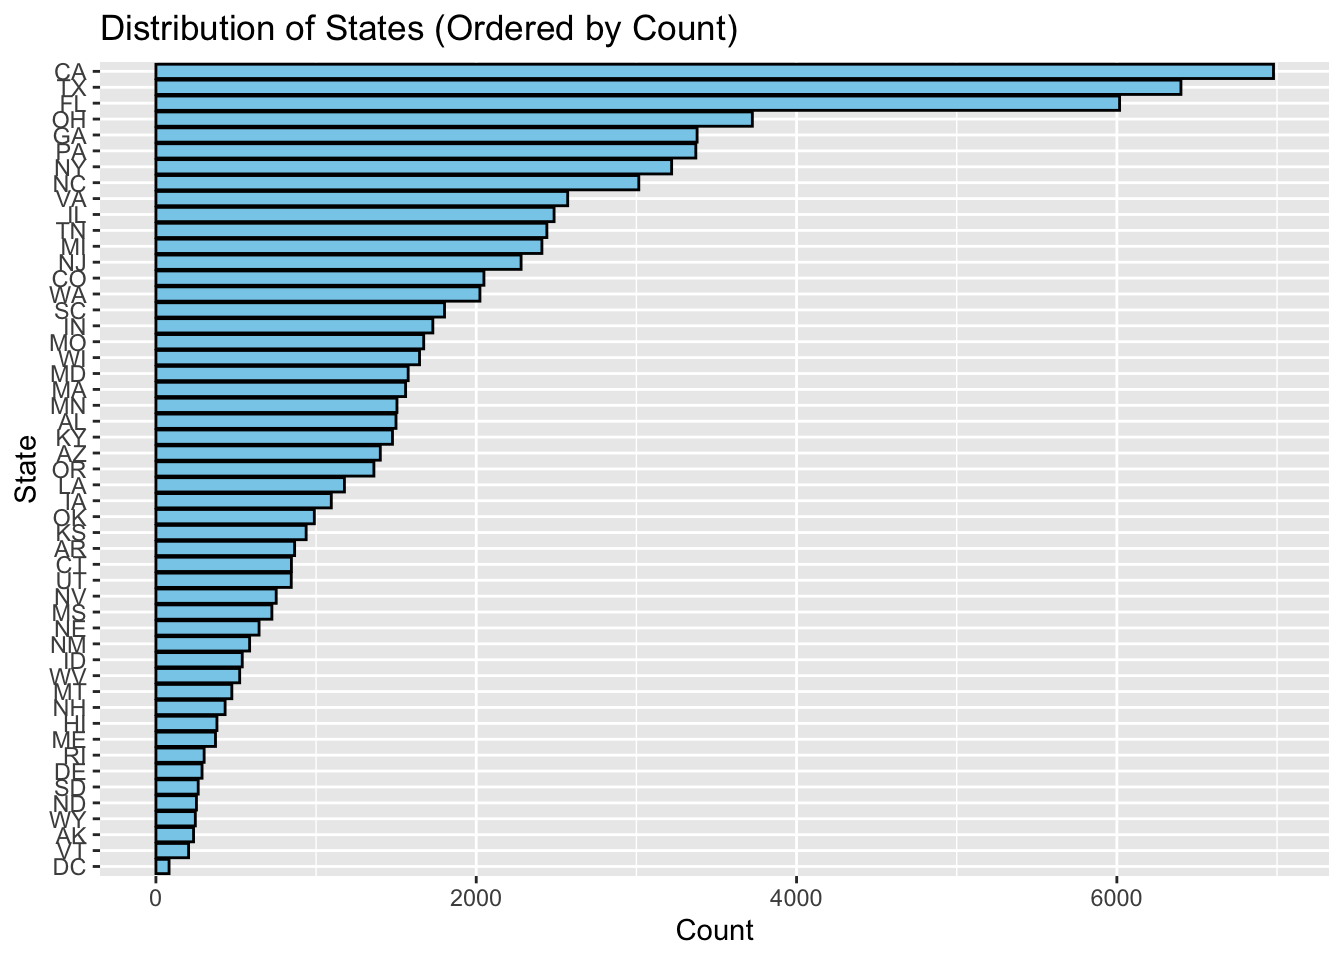 Distribution of States (Ordered by Count)
CA
TX
FL
OH
GA
PA
NY
NC
VA
IL
TN
MI
NJ
CO
WA
SC
IN
MO
WI
MD
MA
MN
AL
KY
AZ
OR
LA
IA
OK
KS
AR
CT
UT
NV
MS
NE
NM
ID
WV
MT
NH
HI
ME
RI
DE
SD
ND
WY
AK
VT
DC
State
0 2000 4000 6000
Count